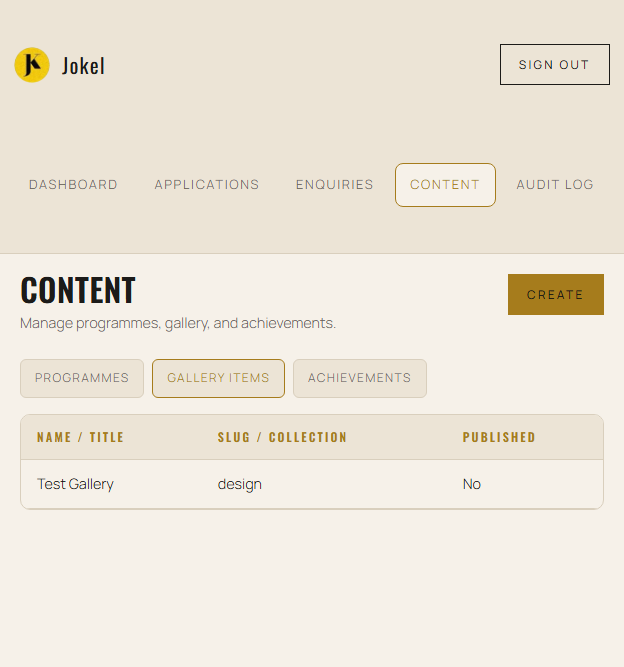 Jokel
SIGN OUT
DASHBOARD APPLICATIONS ENQUIRIES CONTENT AUDIT LOG
CONTENT
CREATE
Manage programmes, gallery, and achievements.
PROGRAMMES GALLERY ITEMS ACHIEVEMENTS
NAME / TITLE SLUG / COLLECTION PUBLISHED
Test Gallery design No